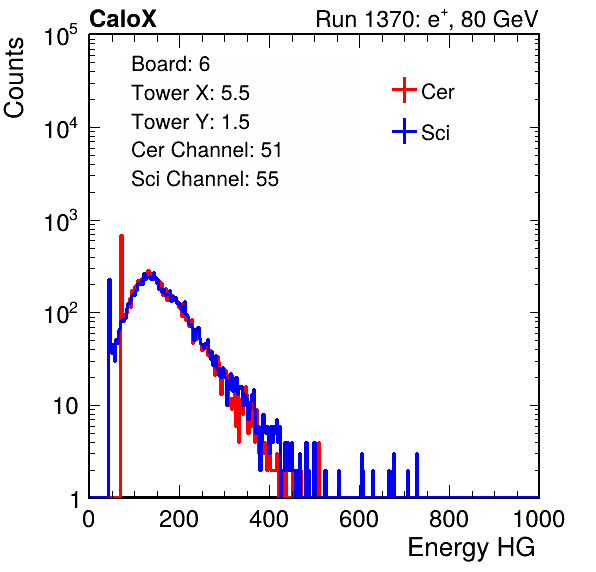 CaloX Run 1370: e⁺, 80 GeV
Board: 6
Tower X: 5.5
Tower Y: 1.5
Cer Channel: 51
Sci Channel: 55
Cer
Sci
Counts
10⁵
10⁴
10³
10²
10
1
0 200 400 600 800 1000
Energy HG